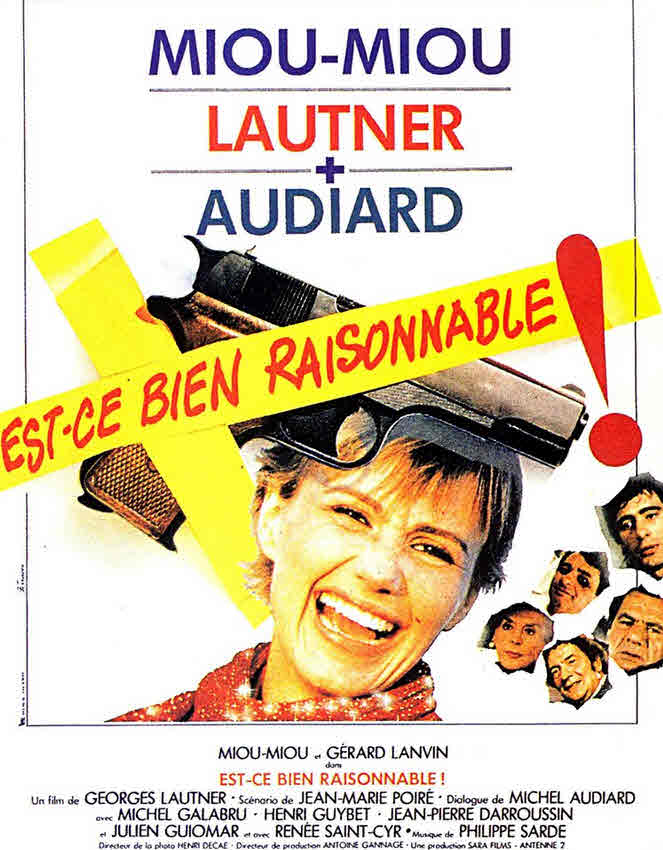 MIOU-MIOU
LAUTNER
+
AUDIARD
EST-CE BIEN RAISONNABLE !
MIOU-MIOU et GÉRARD LANVIN
dans
EST-CE BIEN RAISONNABLE !
Un film de GEORGES LAUTNER • Scénario de JEAN-MARIE POIRÉ • Dialogue de MICHEL AUDIARD
avec MICHEL GALABRU • HENRI GUYBET • JEAN-PIERRE DARROUSSIN
et JULIEN GUIOMAR et avec RENÉE SAINT-CYR • Musique de PHILIPPE SARDE
Directeur de la photo HENRI DECAE • Directeur de production ANTOINE GANNAGE • Une production SARA FILMS - ANTENNE 2